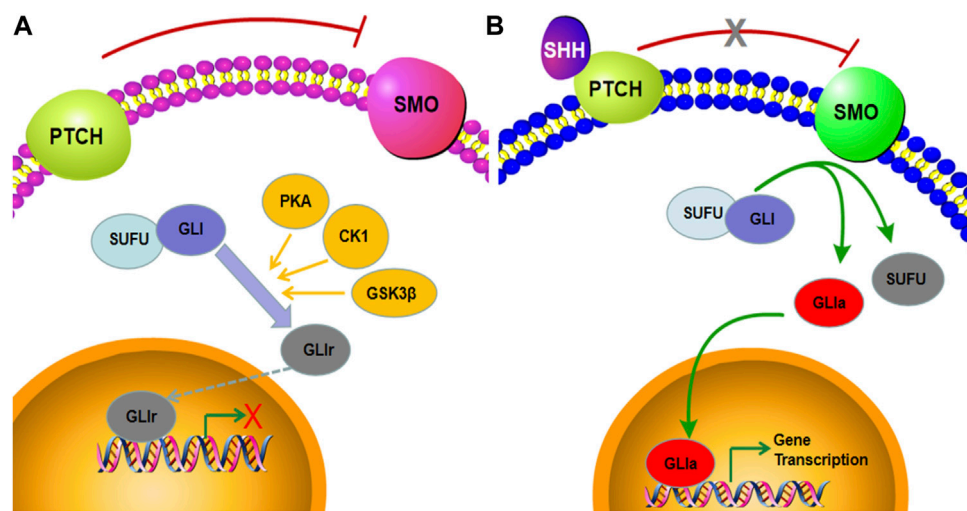 A
PTCH
SMO
SUFU
GLI
PKA
CK1
GSK3β
GLIr
GLIr
X
B
SHH
PTCH
X
SMO
SUFU
GLI
SUFU
GLIa
GLIa
Gene
Transcription